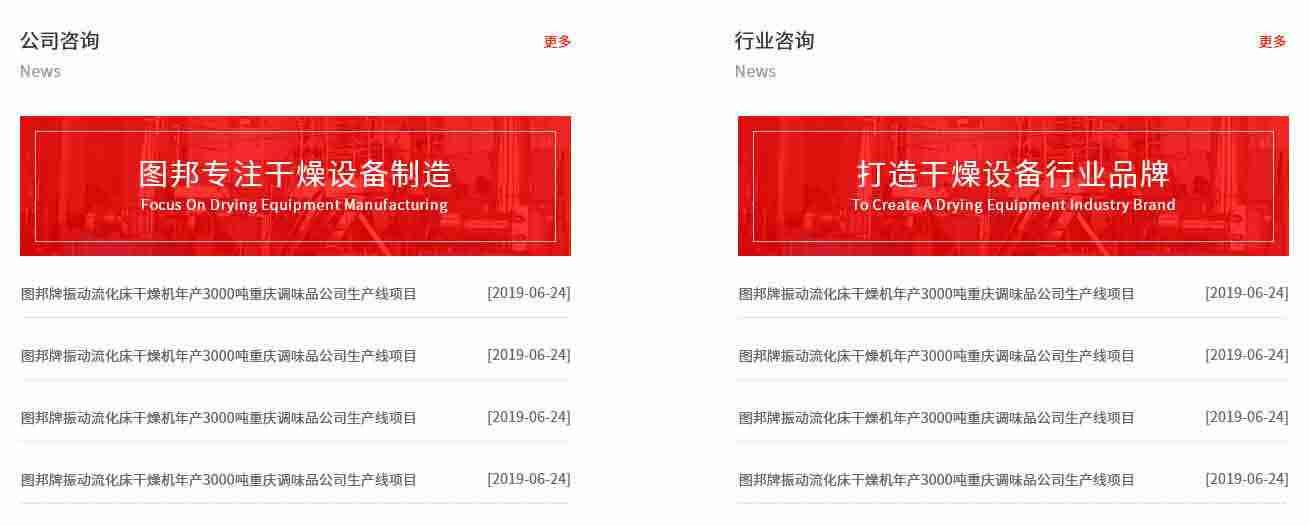 公司咨询
更多
News
图邦专注干燥设备制造
Focus On Drying Equipment Manufacturing
图邦牌振动流化床干燥机年产3000吨重庆调味品公司生产线项目 [2019-06-24]
图邦牌振动流化床干燥机年产3000吨重庆调味品公司生产线项目 [2019-06-24]
图邦牌振动流化床干燥机年产3000吨重庆调味品公司生产线项目 [2019-06-24]
图邦牌振动流化床干燥机年产3000吨重庆调味品公司生产线项目 [2019-06-24]
行业咨询
更多
News
打造干燥设备行业品牌
To Create A Drying Equipment Industry Brand
图邦牌振动流化床干燥机年产3000吨重庆调味品公司生产线项目 [2019-06-24]
图邦牌振动流化床干燥机年产3000吨重庆调味品公司生产线项目 [2019-06-24]
图邦牌振动流化床干燥机年产3000吨重庆调味品公司生产线项目 [2019-06-24]
图邦牌振动流化床干燥机年产3000吨重庆调味品公司生产线项目 [2019-06-24]